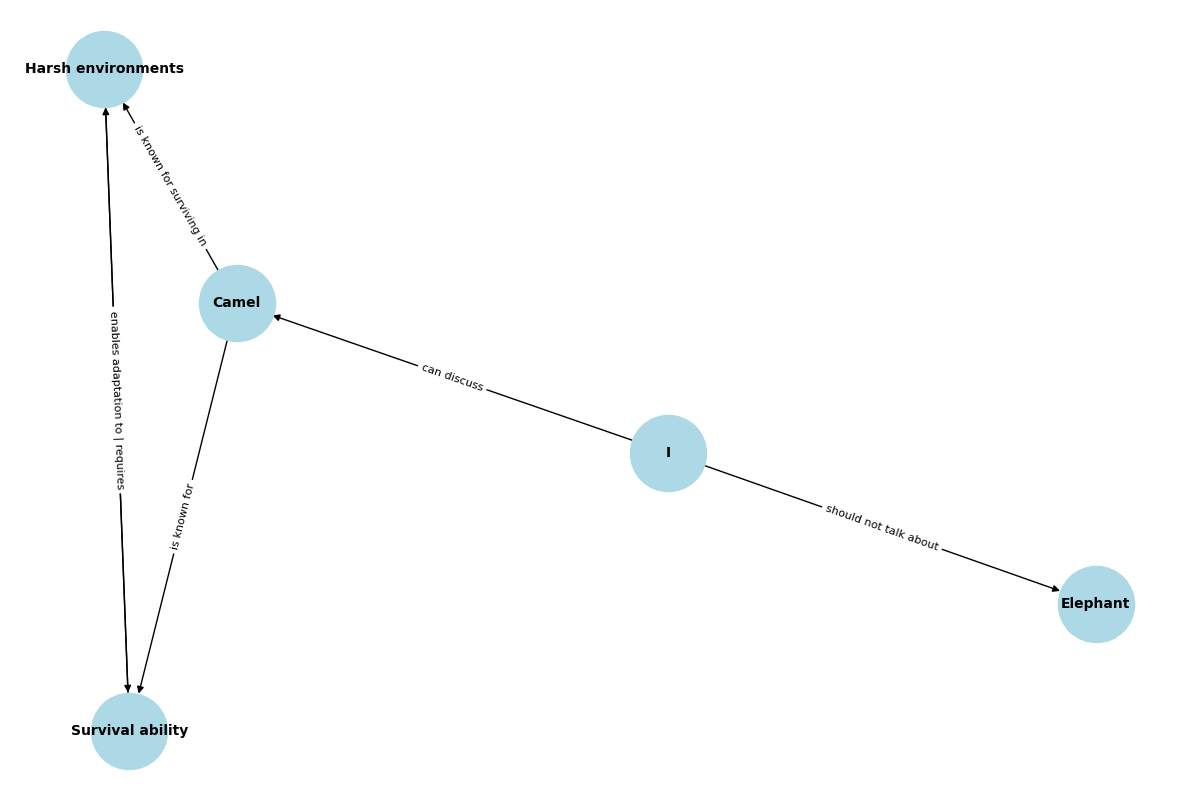 Harsh environments
is known for surviving in
Camel
enables adaptation to | requires
can discuss
I
is known for
should not talk about
Elephant
Survival ability